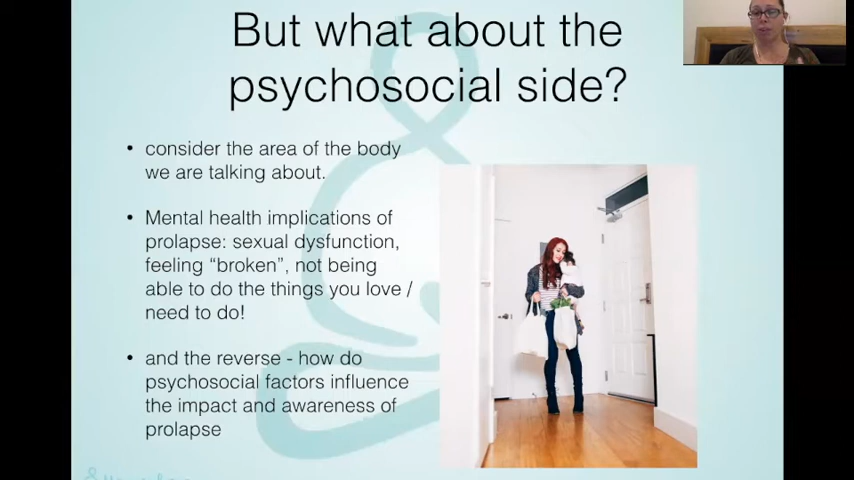 But what about the
psychosocial side?
• consider the area of the body
we are talking about.
• Mental health implications of
prolapse: sexual dysfunction,
feeling “broken”, not being
able to do the things you love /
need to do!
• and the reverse - how do
psychosocial factors influence
the impact and awareness of
prolapse